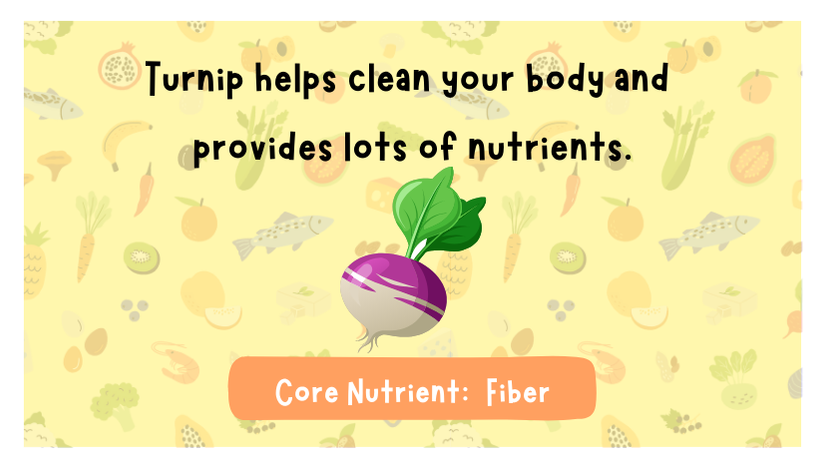 Turnip helps clean your body and
provides lots of nutrients.
Core Nutrient: Fiber